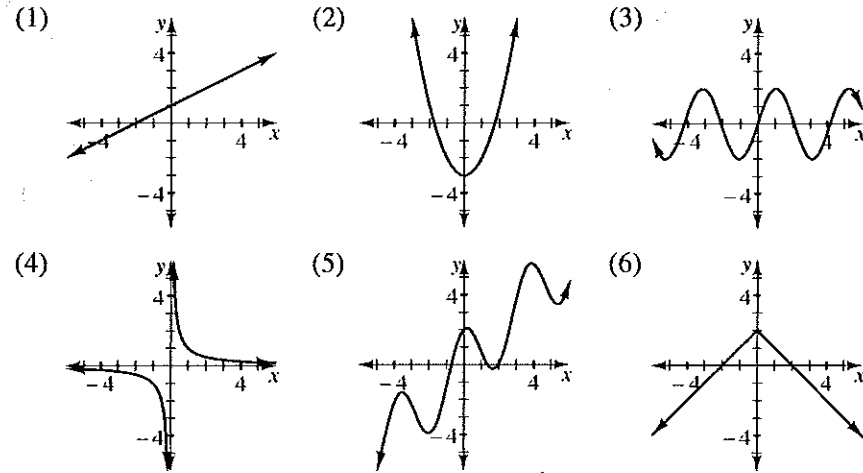 (1) y 4 -4 4 x -4
(2) y 4 -4 4 x -4
(3) y 4 -4 4 x -4
(4) y 4 -4 4 x -4
(5) y 4 -4 4 x -4
(6) y 4 -4 4 x -4